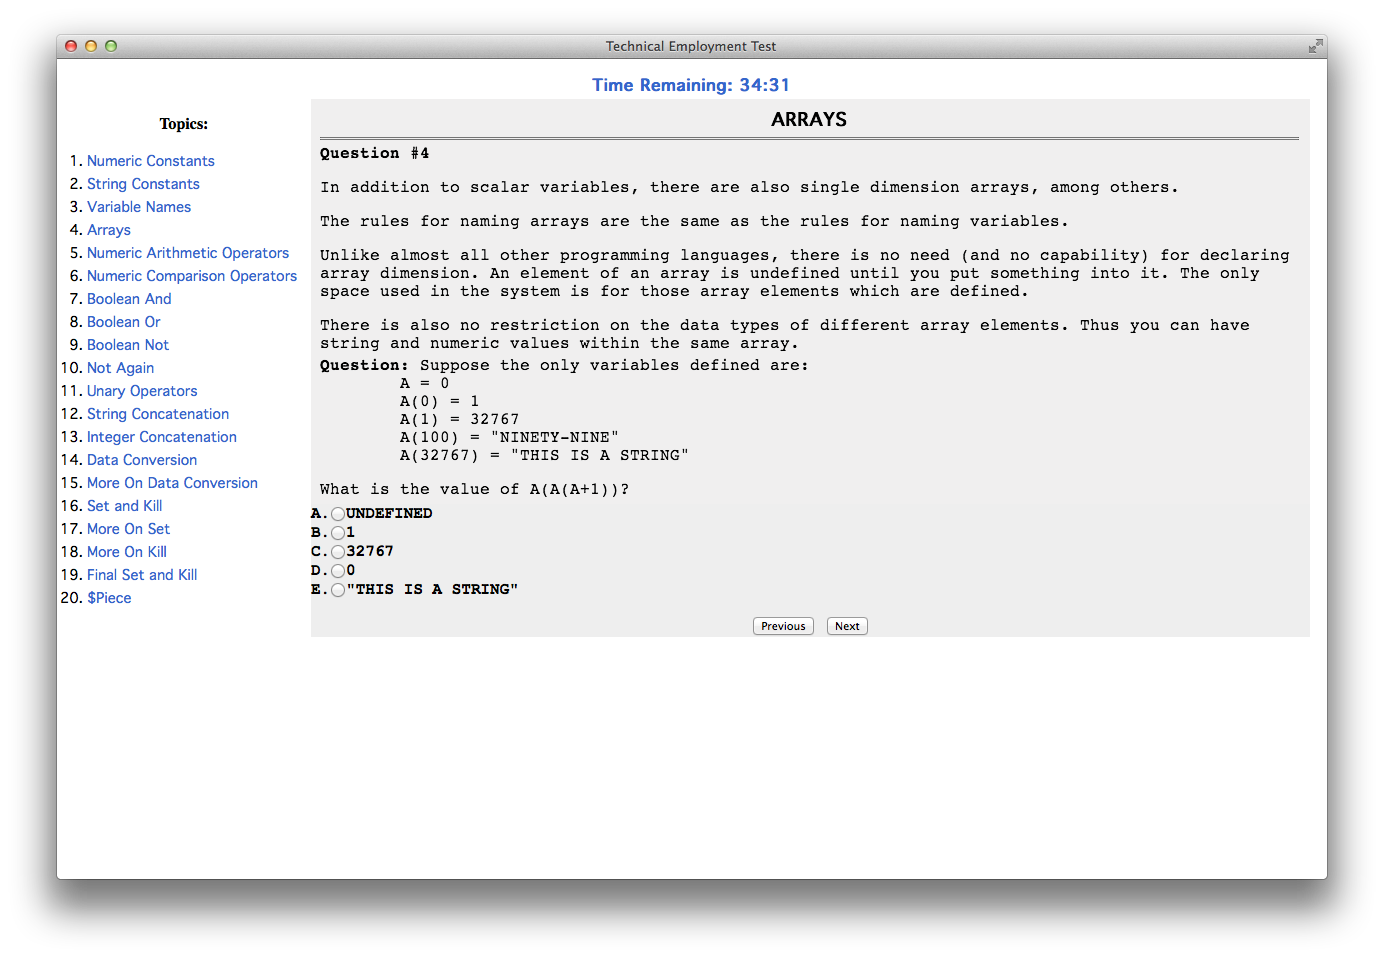 Technical Employment Test
Time Remaining: 34:31
Topics:
1. Numeric Constants
2. String Constants
3. Variable Names
4. Arrays
5. Numeric Arithmetic Operators
6. Numeric Comparison Operators
7. Boolean And
8. Boolean Or
9. Boolean Not
10. Not Again
11. Unary Operators
12. String Concatenation
13. Integer Concatenation
14. Data Conversion
15. More On Data Conversion
16. Set and Kill
17. More On Set
18. More On Kill
19. Final Set and Kill
20. $Piece
ARRAYS
Question #4
In addition to scalar variables, there are also single dimension arrays, among others.
The rules for naming arrays are the same as the rules for naming variables.
Unlike almost all other programming languages, there is no need (and no capability) for declaring
array dimension. An element of an array is undefined until you put something into it. The only
space used in the system is for those array elements which are defined.
There is also no restriction on the data types of different array elements. Thus you can have
string and numeric values within the same array.
Question: Suppose the only variables defined are:
A = 0
A(0) = 1
A(1) = 32767
A(100) = "NINETY-NINE"
A(32767) = "THIS IS A STRING"
What is the value of A(A(A+1))?
A. UNDEFINED
B. 1
C. 32767
D. 0
E. "THIS IS A STRING"
Previous Next